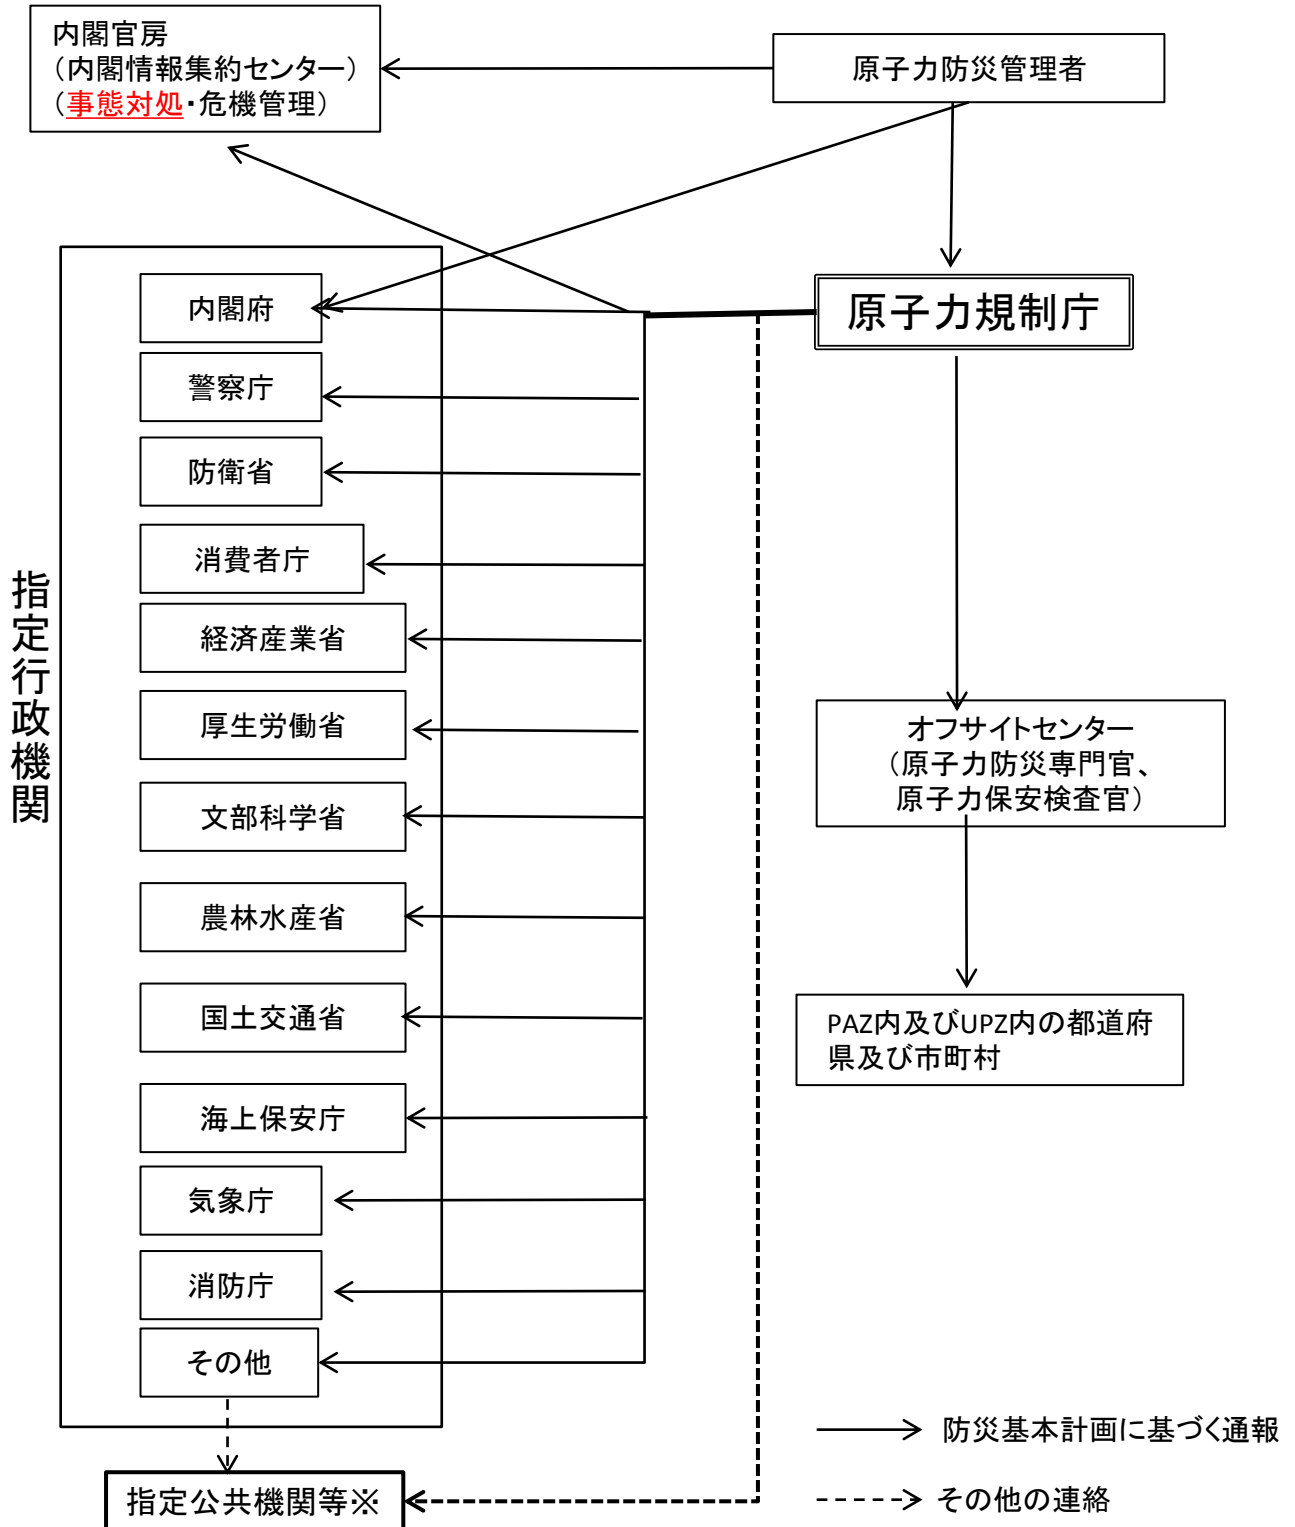 内閣官房
（内閣情報集約センター）
（事態対処・危機管理）
原子力防災管理者
原子力規制庁
指定行政機関
内閣府
警察庁
防衛省
消費者庁
経済産業省
厚生労働省
文部科学省
農林水産省
国土交通省
海上保安庁
気象庁
消防庁
その他
オフサイトセンター
（原子力防災専門官、
原子力保安検査官）
PAZ内及びUPZ内の都道府
県及び市町村
指定公共機関等※
防災基本計画に基づく通報
その他の連絡